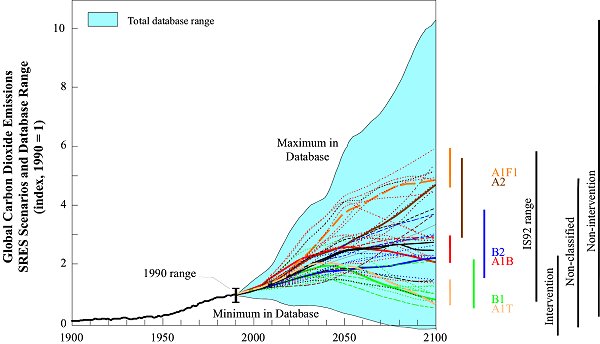 Global Carbon Dioxide Emissions
SRES Scenarios and Database Range
(index, 1990 = 1)
Total database range
10
8
6
4
2
0
Maximum in
Database
1990 range
Minimum in Database
1900
1950
2000
2050
2100
A1F1
A2
B2
A1B
B1
A1T
IS92 range
Intervention
Non-classified
Non-intervention